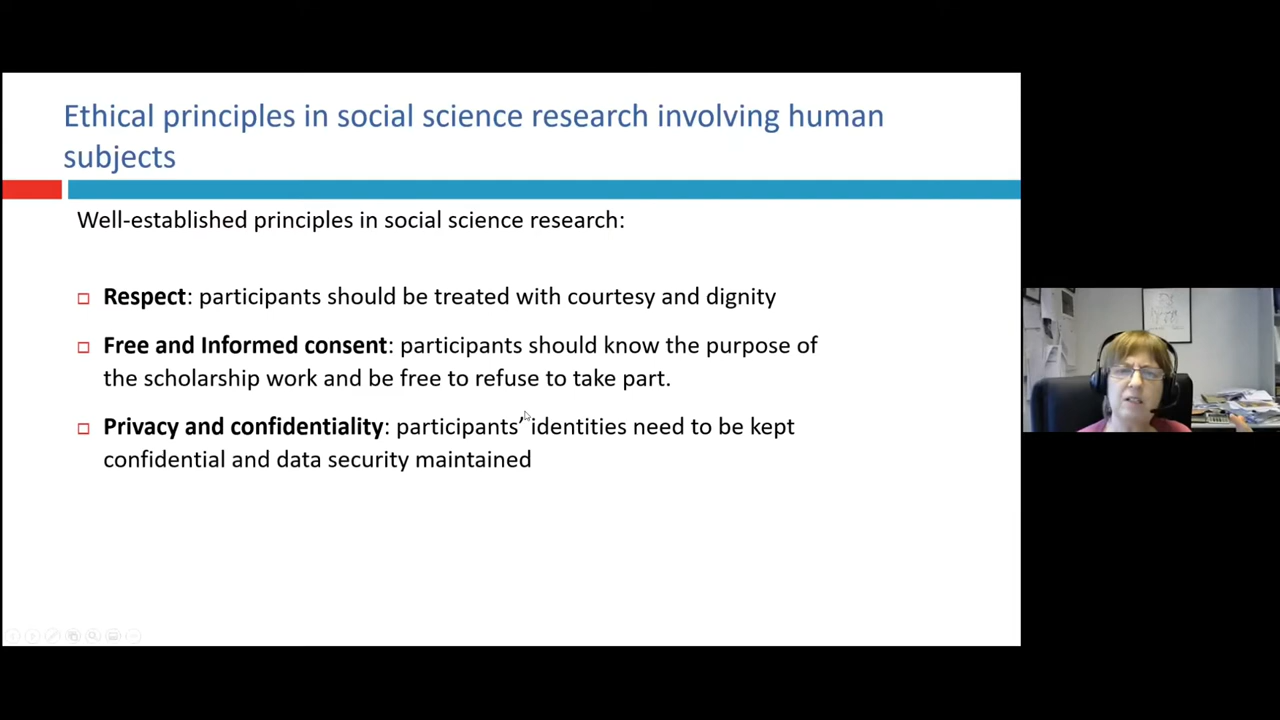 Ethical principles in social science research involving human
subjects
Well-established principles in social science research:
Respect: participants should be treated with courtesy and dignity
Free and Informed consent: participants should know the purpose of
the scholarship work and be free to refuse to take part.
Privacy and confidentiality: participants’ identities need to be kept
confidential and data security maintained